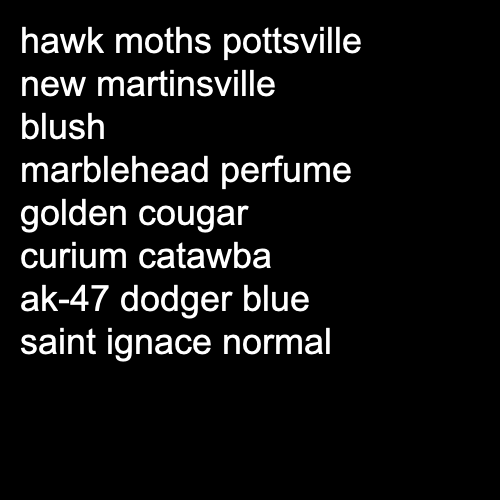 hawk moths pottsville
new martinsville
blush
marblehead perfume
golden cougar
curium catawba
ak-47 dodger blue
saint ignace normal